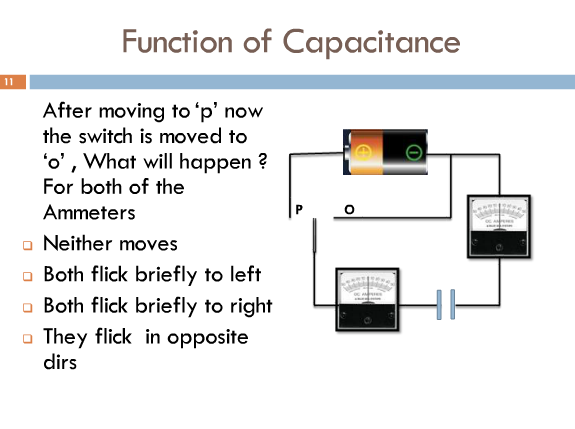 Function of Capacitance
11
After moving to ‘p’ now
the switch is moved to
‘o’ , What will happen ?
For both of the
Ammeters
Neither moves
Both flick briefly to left
Both flick briefly to right
They flick in opposite
dirs
P
O
DC AMPERES
DC AMPERES